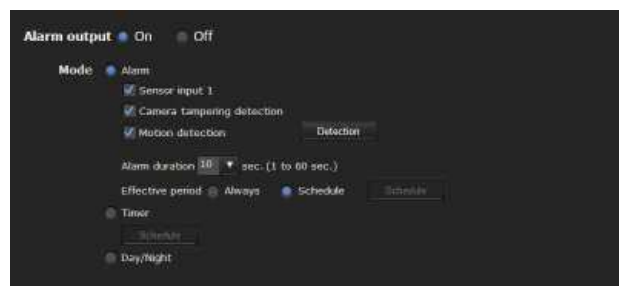 Alarm output On Off
Mode Alarm
Sensor input 1
Camera tampering detection
Motion detection Detection
Alarm duration 10 sec. (1 to 60 sec.)
Effective period Always Schedule Schedule
Timer
Schedule
Day/Night